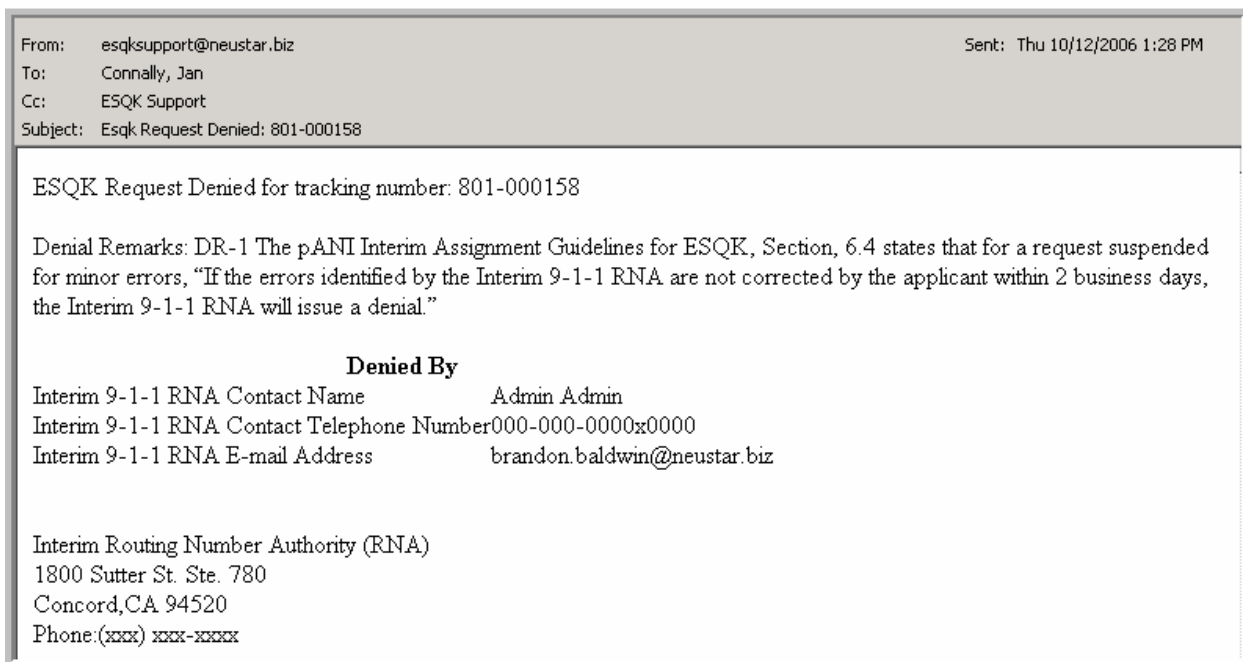 From: esqksupport@neustar.biz Sent: Thu 10/12/2006 1:28 PM
To: Connally, Jan
Cc: ESQK Support
Subject: Esqk Request Denied: 801-000158
ESQK Request Denied for tracking number: 801-000158
Denial Remarks: DR-1 The pANI Interim Assignment Guidelines for ESQK, Section, 6.4 states that for a request suspended
for minor errors, “If the errors identified by the Interim 9-1-1 RNA are not corrected by the applicant within 2 business days,
the Interim 9-1-1 RNA will issue a denial.”
Denied By
Interim 9-1-1 RNA Contact Name Admin Admin
Interim 9-1-1 RNA Contact Telephone Number000-000-0000x0000
Interim 9-1-1 RNA E-mail Address brandon.baldwin@neustar.biz
Interim Routing Number Authority (RNA)
1800 Sutter St. Ste. 780
Concord,CA 94520
Phone:(xxx) xxx-xxxx